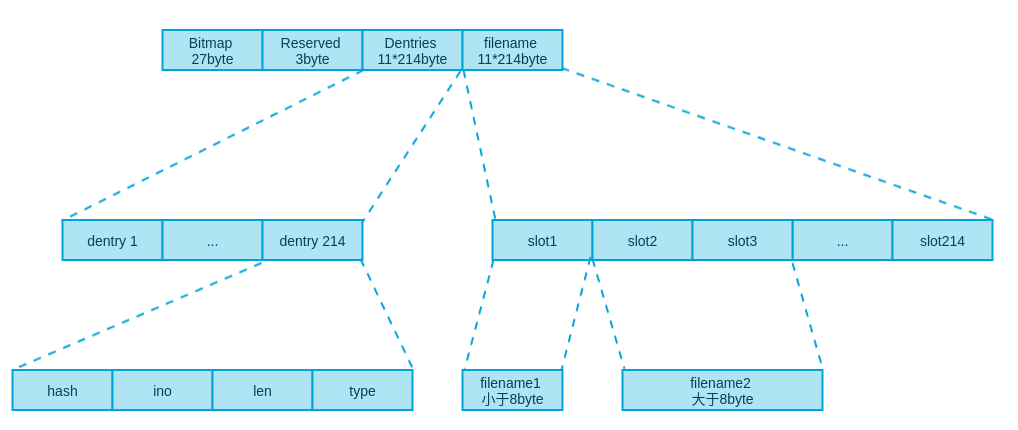 Bitmap
27byte
Reserved
3byte
Dentries
11*214byte
filename
11*214byte
dentry 1
...
dentry 214
slot1
slot2
slot3
...
slot214
hash
ino
len
type
filename1
小于8byte
filename2
大于8byte